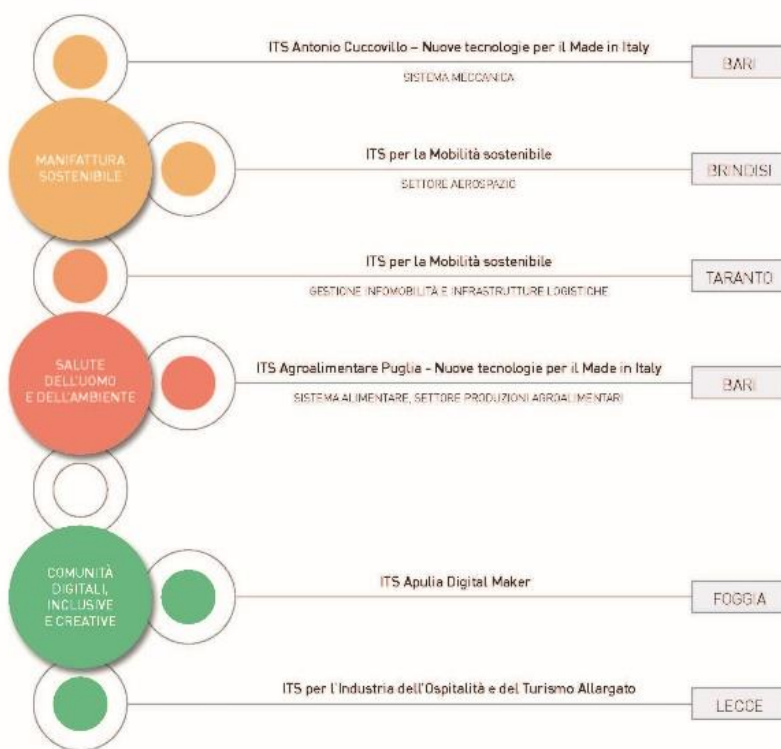 ITS Antonio Cuccovillo – Nuove tecnologie per il Made in Italy
SISTEMA MECCANICA
BARI
MANIFATTURA
SOSTENIBILE
ITS per la Mobilità sostenibile
SETTORE AEROSPAZIO
BRINDISI
ITS per la Mobilità sostenibile
GESTIONE INFOMOBILITÀ E INFRASTRUTTURE LOGISTICHE
TARANTO
SALUTE
DELL'UOMO
E DELL'AMBIENTE
ITS Agroalimentare Puglia - Nuove tecnologie per il Made in Italy
SISTEMA ALIMENTARE, SETTORE PRODUZIONI AGROALIMENTARI
BARI
COMUNITÀ
DIGITALI,
INCLUSIVE
E CREATIVE
ITS Apulia Digital Maker
FOGGIA
ITS per l'Industria dell'Ospitalità e del Turismo Allargato
LECCE